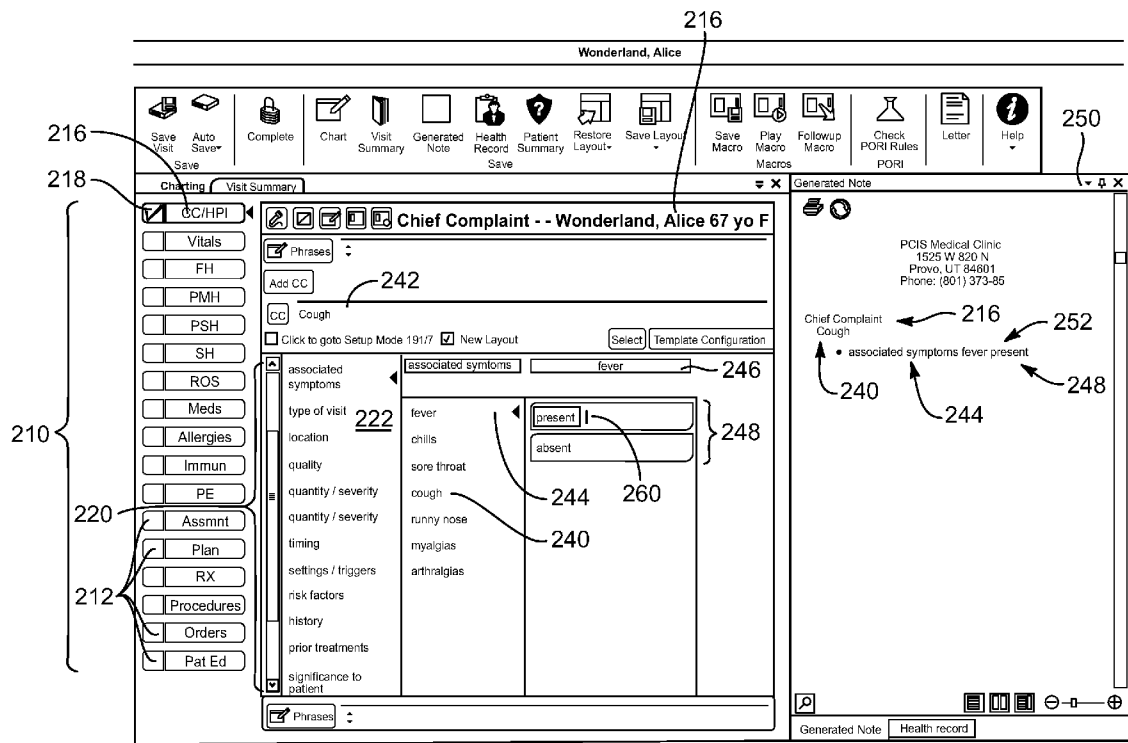 216
Wonderland, Alice
Save Visit
Auto Save
Complete
Chart
Visit Summary
Generated Note
Health Record
Patient Summary
Restore Layout
Save Layout
Save Macro
Play Macro
Followup Macro
Check PORI Rules
Letter
Help
Save
Save
Macros
PORI
216
218
250
Charting
Visit Summary
Generated Note
210
CC/HPI
Vitals
FH
PMH
PSH
SH
ROS
Meds
Allergies
Immun
PE
Assmnt
Plan
RX
Procedures
Orders
Pat Ed
220
212
Chief Complaint - - Wonderland, Alice 67 yo F
Phrases
Add CC
242
CC Cough
Click to goto Setup Mode 191/7 New Layout Select Template Configuration
associated symptoms
type of visit
location
quality
quantity / severity
quantity / severity
timing
settings / triggers
risk factors
history
prior treatments
significance to patient
222
associated symtoms
fever
246
fever
chills
sore throat
cough
runny nose
myalgias
arthralgias
244
240
present
absent
248
260
Phrases
PCIS Medical Clinic
1525 W 820 N
Provo, UT 84601
Phone: (801) 373-85
Chief Complaint
Cough
• associated symptoms fever present
216
252
240
244
248
Generated Note
Health record